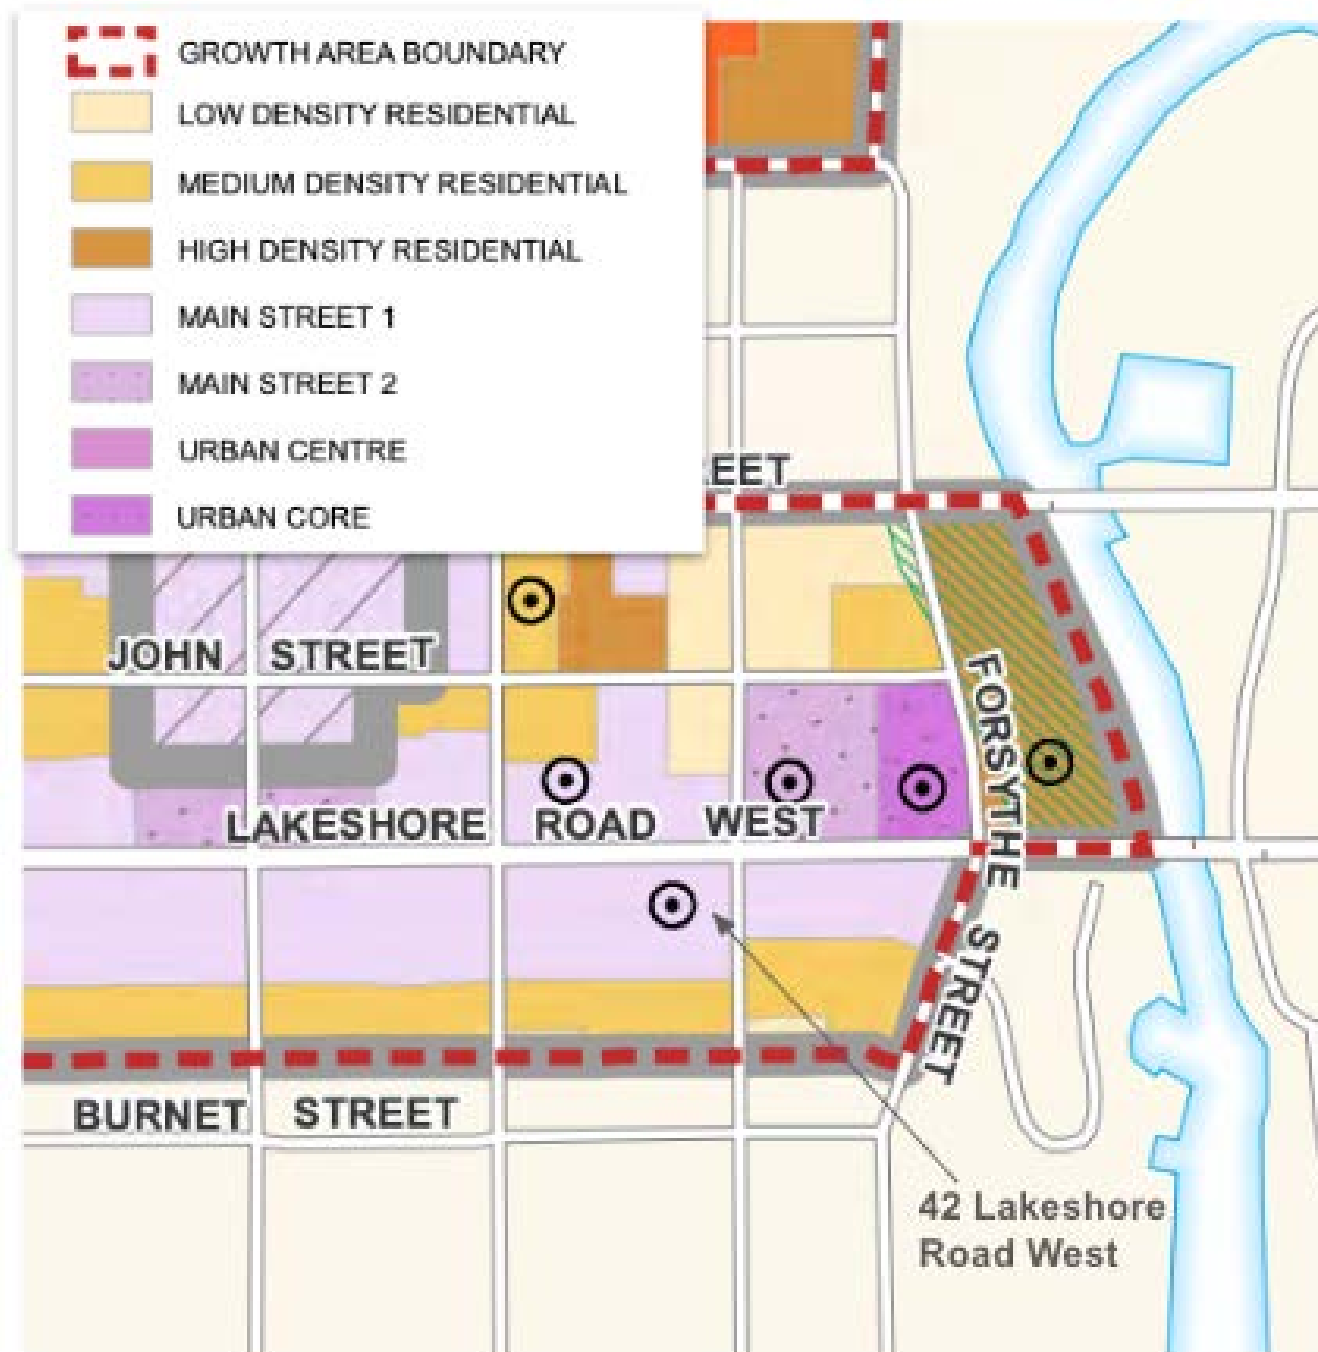 GROWTH AREA BOUNDARY
LOW DENSITY RESIDENTIAL
MEDIUM DENSITY RESIDENTIAL
HIGH DENSITY RESIDENTIAL
MAIN STREET 1
MAIN STREET 2
URBAN CENTRE
URBAN CORE
EET
JOHN STREET
FORSYTHE STREET
LAKESHORE ROAD WEST
BURNET STREET
42 Lakeshore
Road West